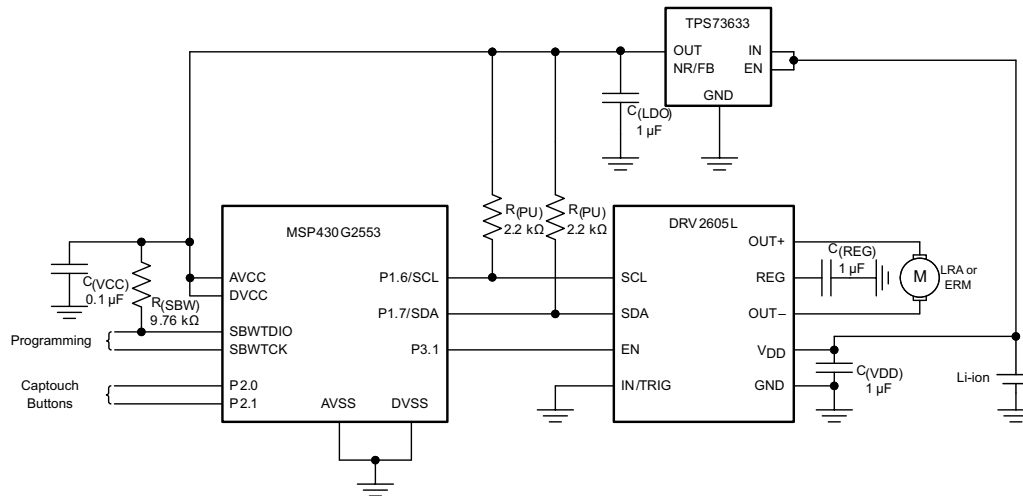 TPS73633
OUT
IN
NR/FB
EN
GND
C(LDO)
1 µF
R(PU)
2.2 kΩ
R(PU)
2.2 kΩ
MSP430G2553
AVCC
DVCC
SBWTDIO
SBWTCK
P2.0
P2.1
P1.6/SCL
P1.7/SDA
P3.1
AVSS
DVSS
C(VCC)
0.1 µF
R(SBW)
9.76 kΩ
Programming
Captouch
Buttons
DRV2605L
SCL
SDA
EN
IN/TRIG
OUT+
REG
OUT–
VDD
GND
C(REG)
1 µF
M
LRA or
ERM
C(VDD)
1 µF
Li-ion